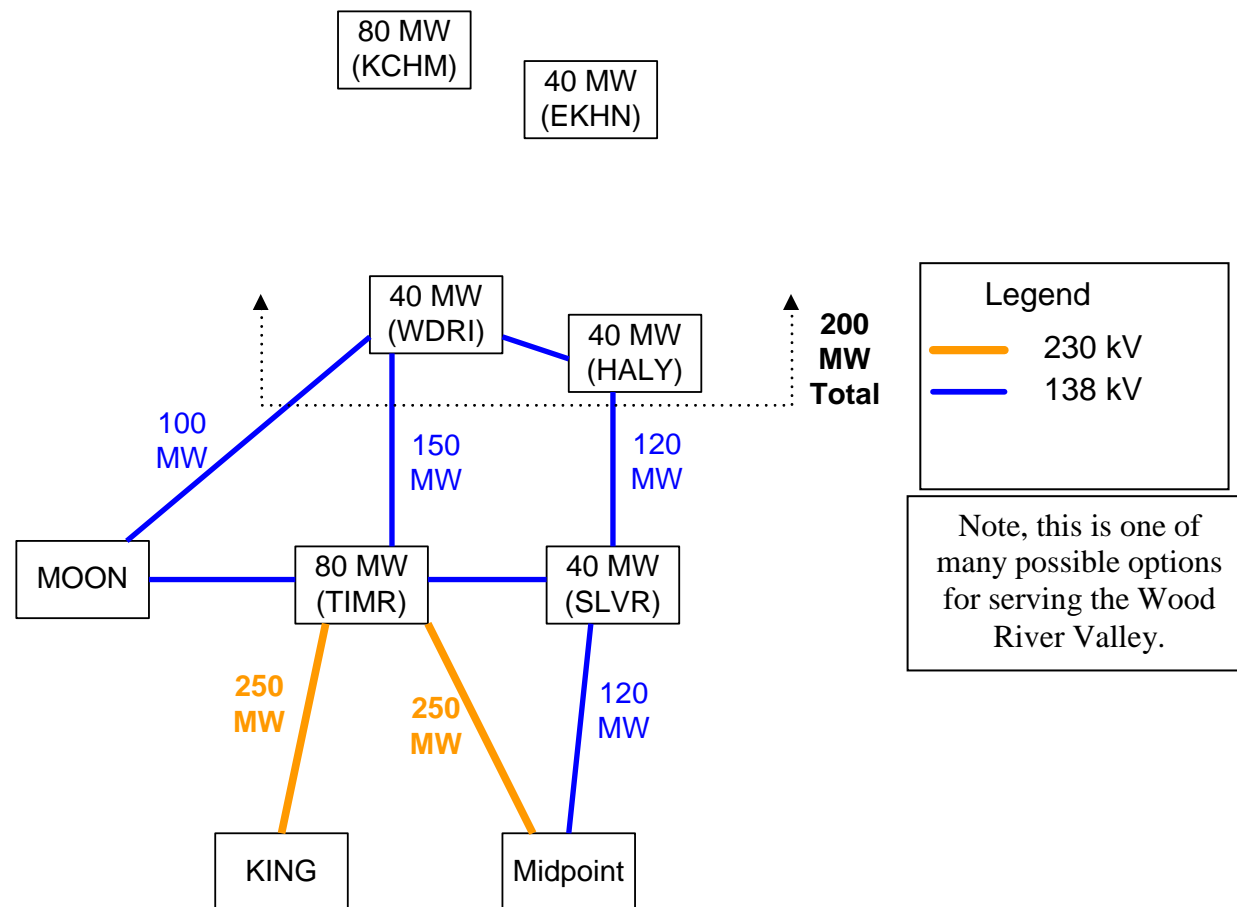 80 MW
(KCHM)
40 MW
(EKHN)
40 MW
(WDRI)
40 MW
(HALY)
200
MW
Total
Legend
230 kV
138 kV
100
MW
150
MW
120
MW
Note, this is one of
many possible options
for serving the Wood
River Valley.
MOON
80 MW
(TIMR)
40 MW
(SLVR)
250
MW
250
MW
120
MW
KING
Midpoint